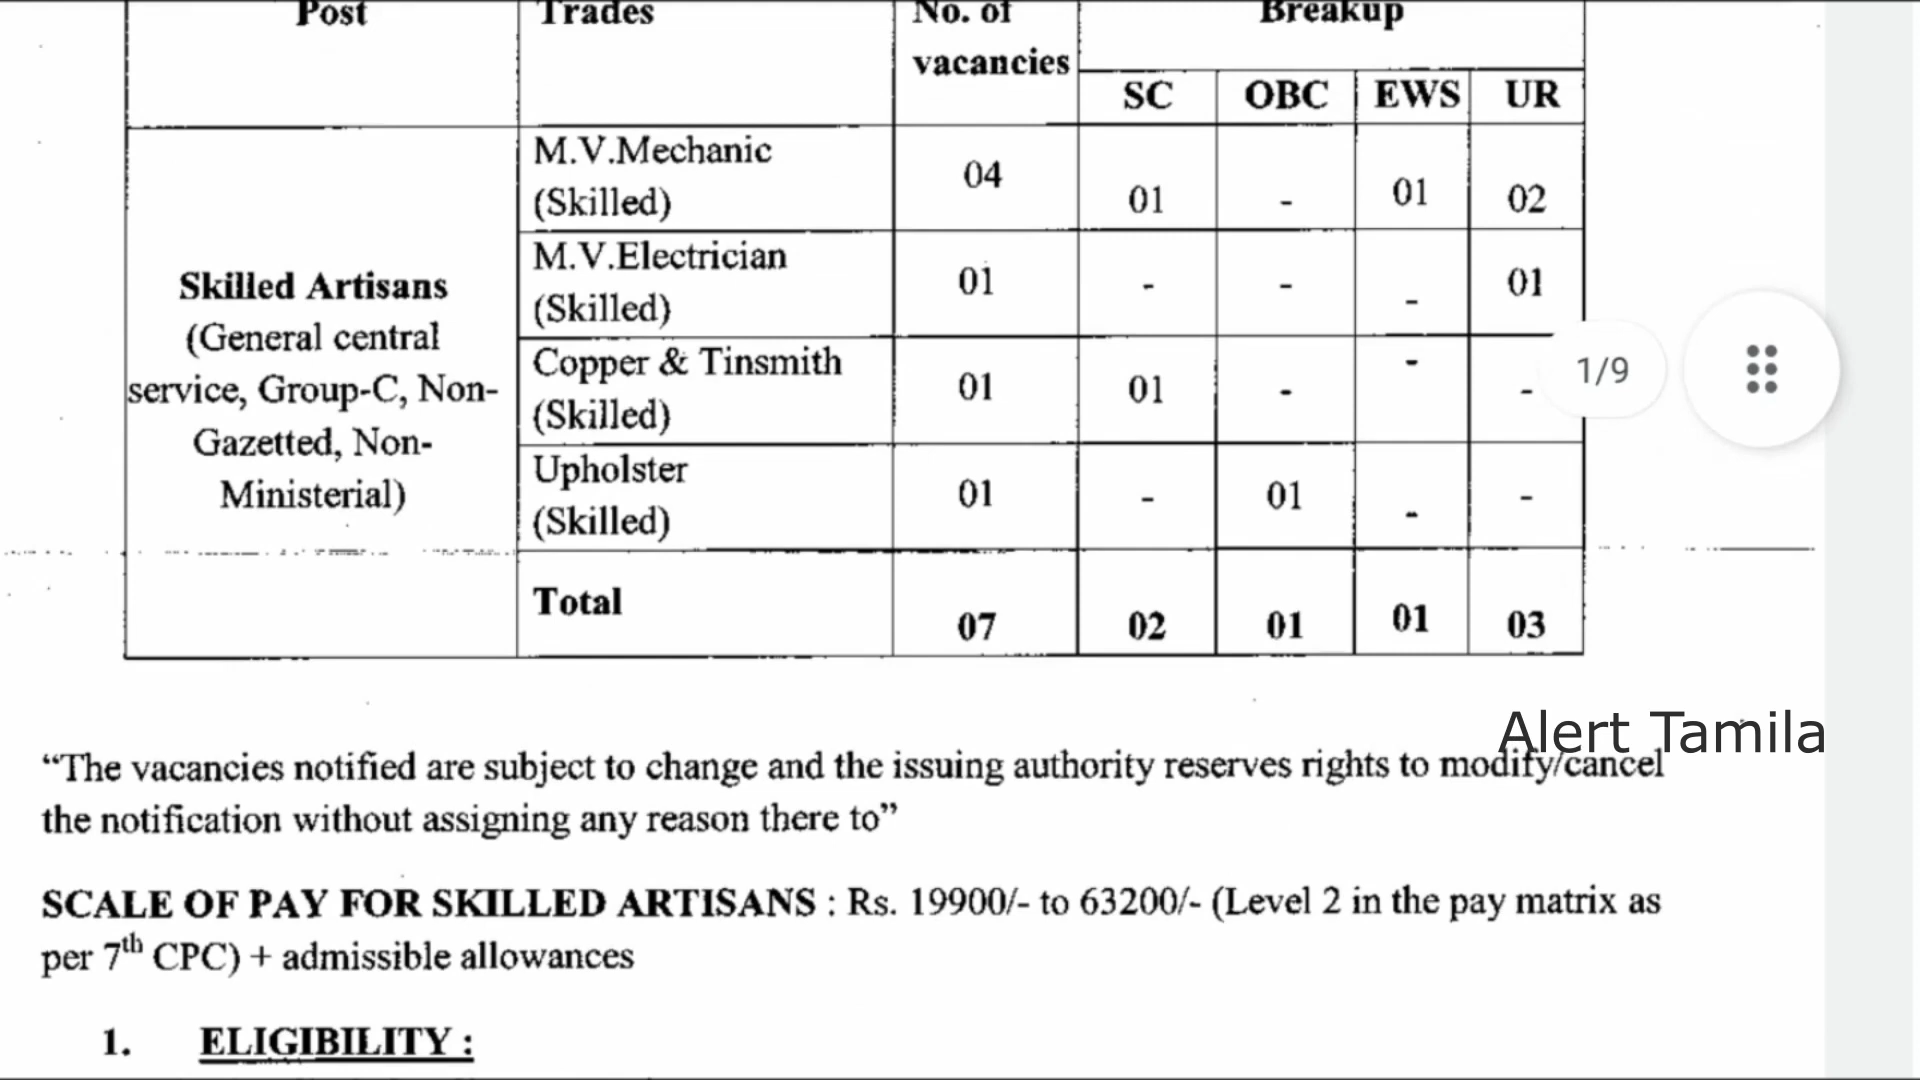 Post Trades No. of Breakup
vacancies
SC OBC EWS UR
M.V.Mechanic
(Skilled) 04 01 - 01 02
M.V.Electrician
(Skilled) 01 - - - 01
Skilled Artisans
(General central
service, Group-C, Non-
Gazetted, Non-
Ministerial)
Copper & Tinsmith
(Skilled) 01 01 - - -
1/9
Upholster
(Skilled) 01 - 01 - -
Total 07 02 01 01 03
Alert Tamila
“The vacancies notified are subject to change and the issuing authority reserves rights to modify/cancel
the notification without assigning any reason there to”
SCALE OF PAY FOR SKILLED ARTISANS : Rs. 19900/- to 63200/- (Level 2 in the pay matrix as
per 7th CPC) + admissible allowances
1. ELIGIBILITY :